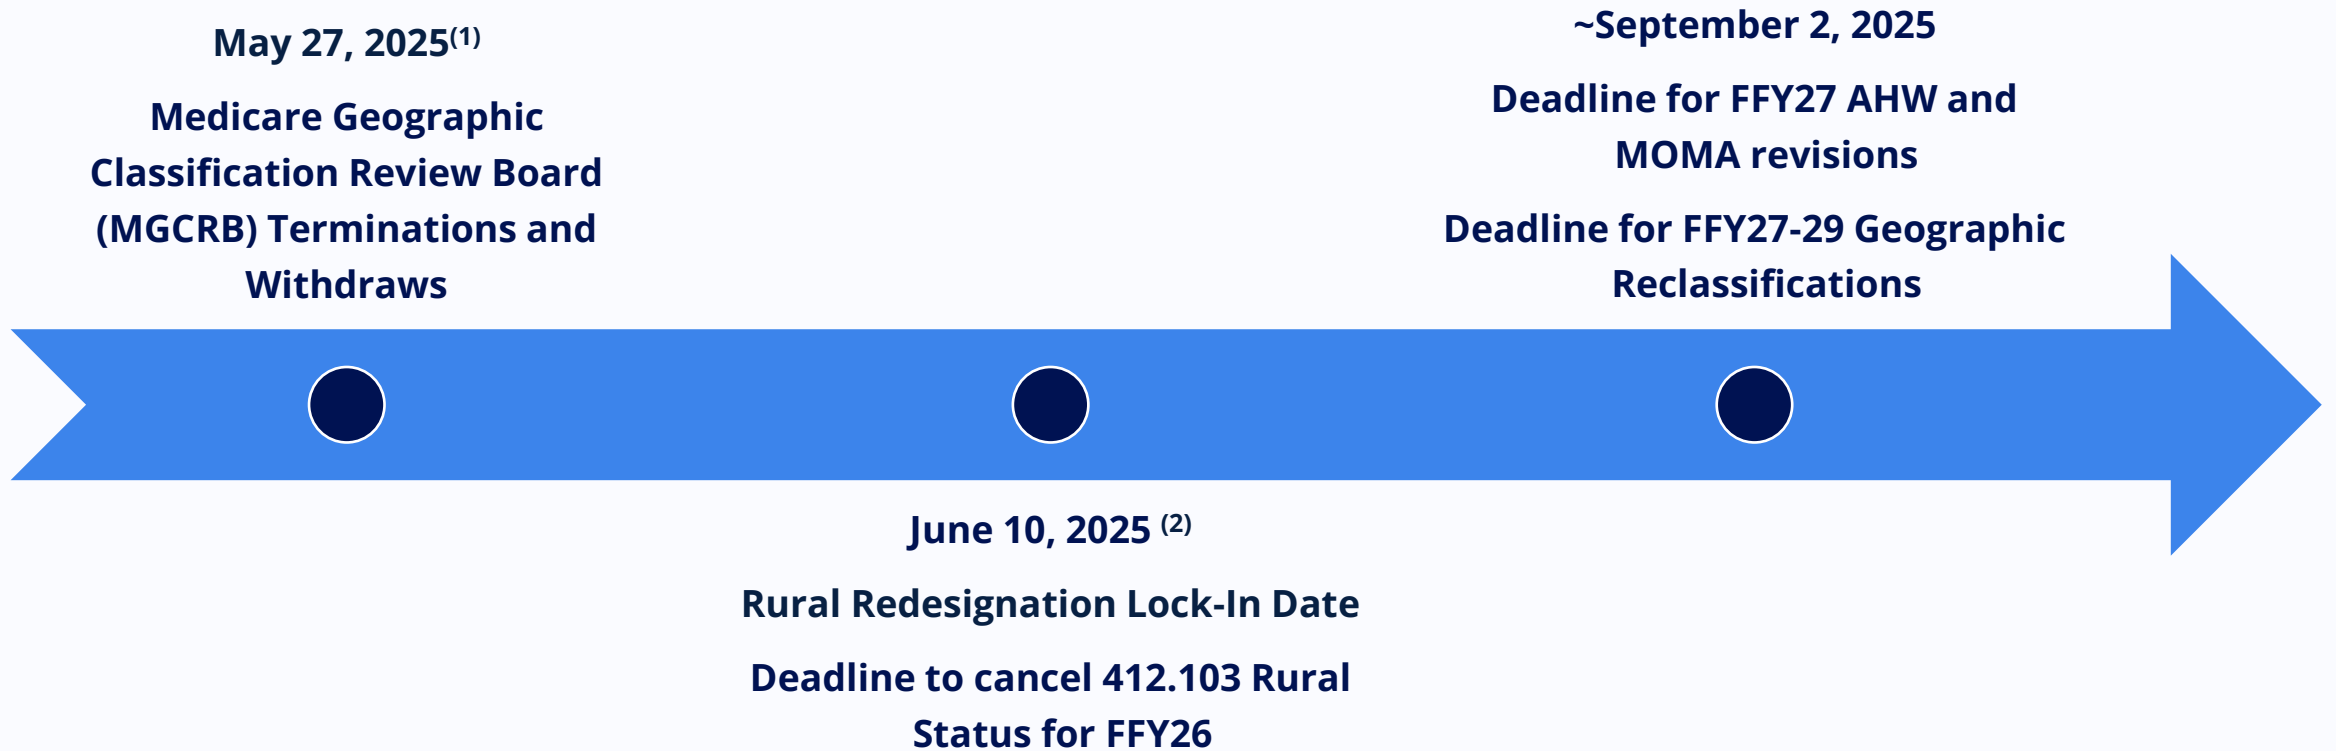 May 27, 2025(1)
Medicare Geographic
Classification Review Board
(MGCRB) Terminations and
Withdraws
June 10, 2025 (2)
Rural Redesignation Lock-In Date
Deadline to cancel 412.103 Rural
Status for FFY26
~September 2, 2025
Deadline for FFY27 AHW and
MOMA revisions
Deadline for FFY27-29 Geographic
Reclassifications